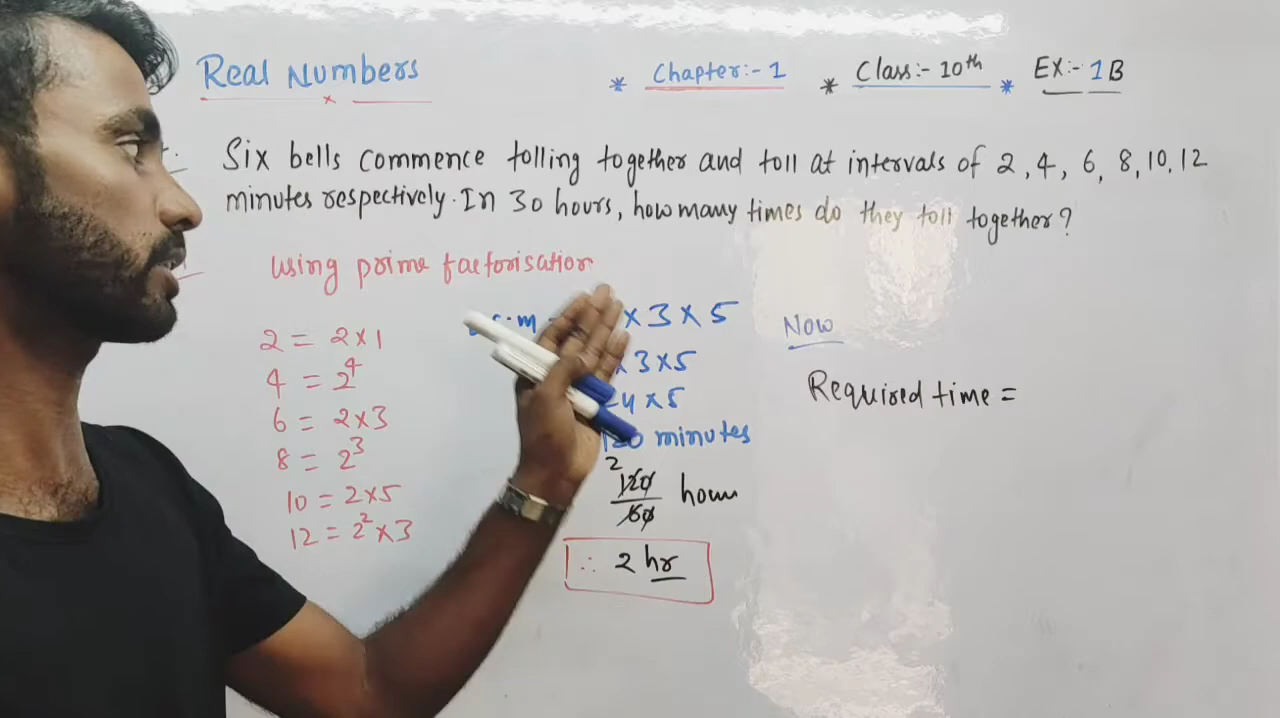 Real Numbers
* Chapter:- 1 * Class:- 10th * Ex:- 1B
Six bells commence tolling together and toll at intervals of 2, 4, 6, 8, 10, 12
minutes respectively. In 30 hours, how many times do they toll together?
using prime factorisation
2 = 2×1
4 = 2⁴
6 = 2×3
8 = 2³
10 = 2×5
12 = 2²×3
×3×5
×3×5
×5
120 minutes
2
120/60 hour
∴ 2 hr
Now
Required time =